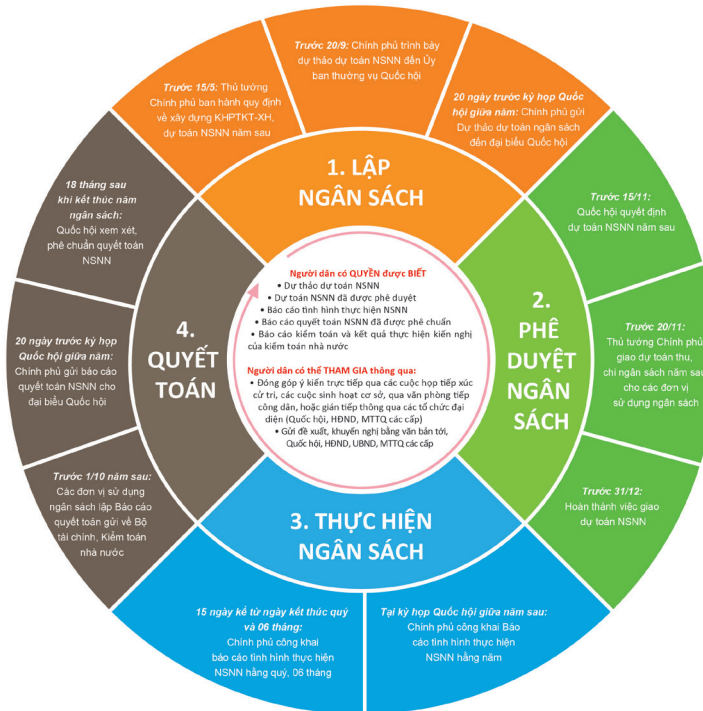 Trước 15/5: Thủ tướng
Chính phủ ban hành quy định
về xây dựng KHPTKT-XH,
dự toán NSNN năm sau
Trước 20/9: Chính phủ trình bày
dự thảo dự toán NSNN đến Ủy
ban thường vụ Quốc hội
20 ngày trước kỳ họp Quốc
hội giữa năm: Chính phủ gửi
Dự thảo dự toán ngân sách
đến đại biểu Quốc hội
1. LẬP
NGÂN SÁCH
Trước 15/11:
Quốc hội quyết định
dự toán NSNN năm sau
Trước 20/11:
Thủ tướng Chính phủ
giao dự toán thu,
chi ngân sách năm sau
cho các đơn vị
sử dụng ngân sách
Trước 31/12:
Hoàn thành việc giao
dự toán NSNN
2.
PHÊ
DUYỆT
NGÂN
SÁCH
3. THỰC HIỆN
NGÂN SÁCH
Tại kỳ họp Quốc hội giữa năm sau:
Chính phủ công khai Báo
cáo tình hình thực hiện
NSNN hằng năm
15 ngày kể từ ngày kết thúc quý
và 06 tháng:
Chính phủ công khai
báo cáo tình hình thực hiện
NSNN hằng quý, 06 tháng
4.
QUYẾT
TOÁN
Trước 1/10 năm sau:
Các đơn vị sử dụng
ngân sách lập Báo cáo
quyết toán gửi về Bộ
tài chính, Kiểm toán
nhà nước
20 ngày trước kỳ họp
Quốc hội giữa năm:
Chính phủ gửi báo cáo
quyết toán NSNN cho
đại biểu Quốc hội
18 tháng sau
khi kết thúc năm
ngân sách:
Quốc hội xem xét,
phê chuẩn quyết toán
NSNN
Người dân có QUYỀN được BIẾT
• Dự thảo dự toán NSNN
• Dự toán NSNN đã được phê duyệt
• Báo cáo tình hình thực hiện NSNN
• Báo cáo quyết toán NSNN đã được phê chuẩn
• Báo cáo kiểm toán và kết quả thực hiện kiến nghị
của kiểm toán nhà nước
Người dân có thể THAM GIA thông qua:
• Đóng góp ý kiến trực tiếp qua các cuộc họp tiếp xúc
cử tri, các cuộc sinh hoạt cơ sở, qua văn phòng tiếp
công dân, hoặc gián tiếp thông qua các tổ chức đại
diện (Quốc hội, HĐND, MTTQ các cấp)
• Gửi đề xuất, khuyến nghị bằng văn bản tới,
Quốc hội, HĐND, UBND, MTTQ các cấp